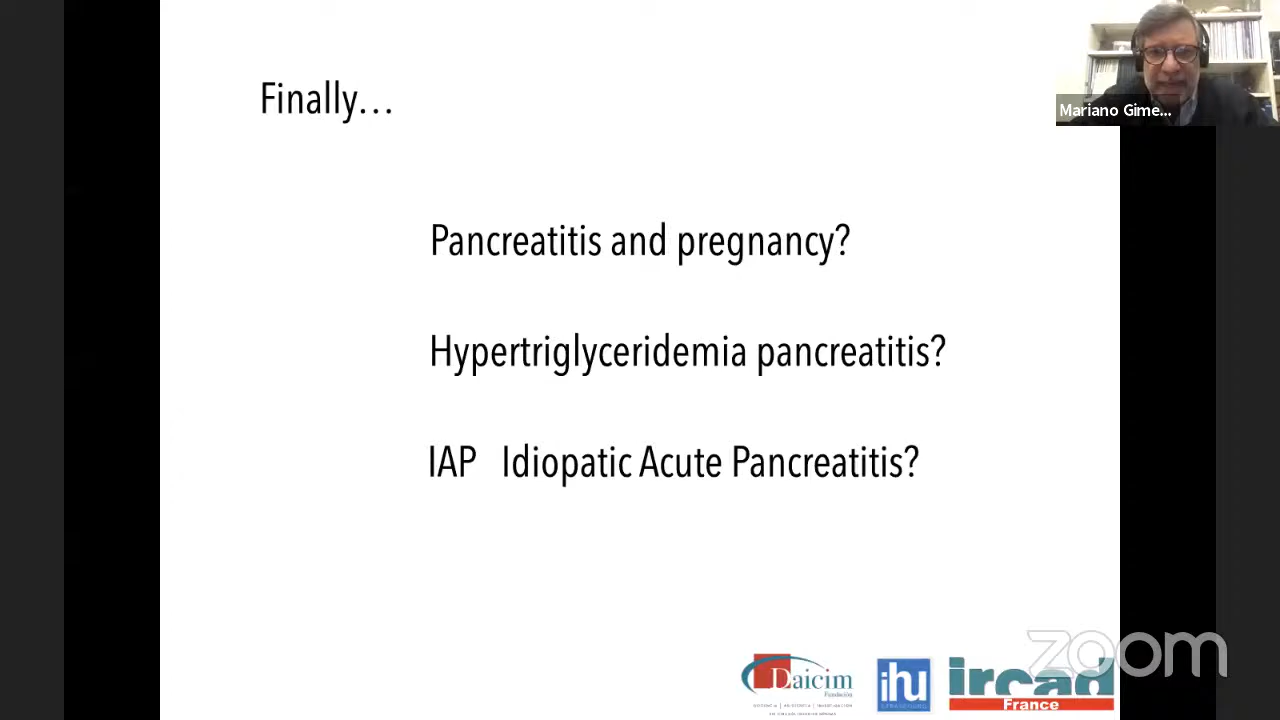 Finally...
Mariano Gime...
Pancreatitis and pregnancy?
Hypertriglyceridemia pancreatitis?
IAP Idiopatic Acute Pancreatitis?
zoom
Daicim
Fundación
ihu
ircad
France